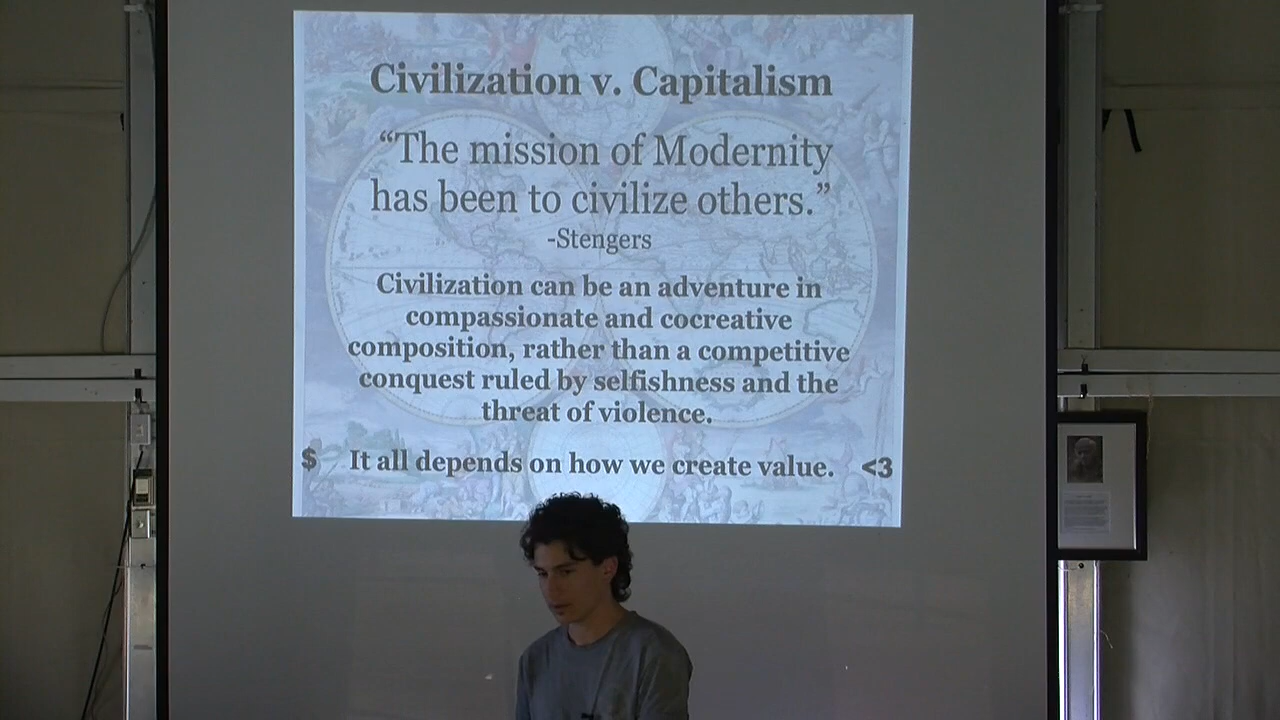 Civilization v. Capitalism
“The mission of Modernity
has been to civilize others.”
-Stengers
Civilization can be an adventure in
compassionate and cocreative
composition, rather than a competitive
conquest ruled by selfishness and the
threat of violence.
$ It all depends on how we create value. <3